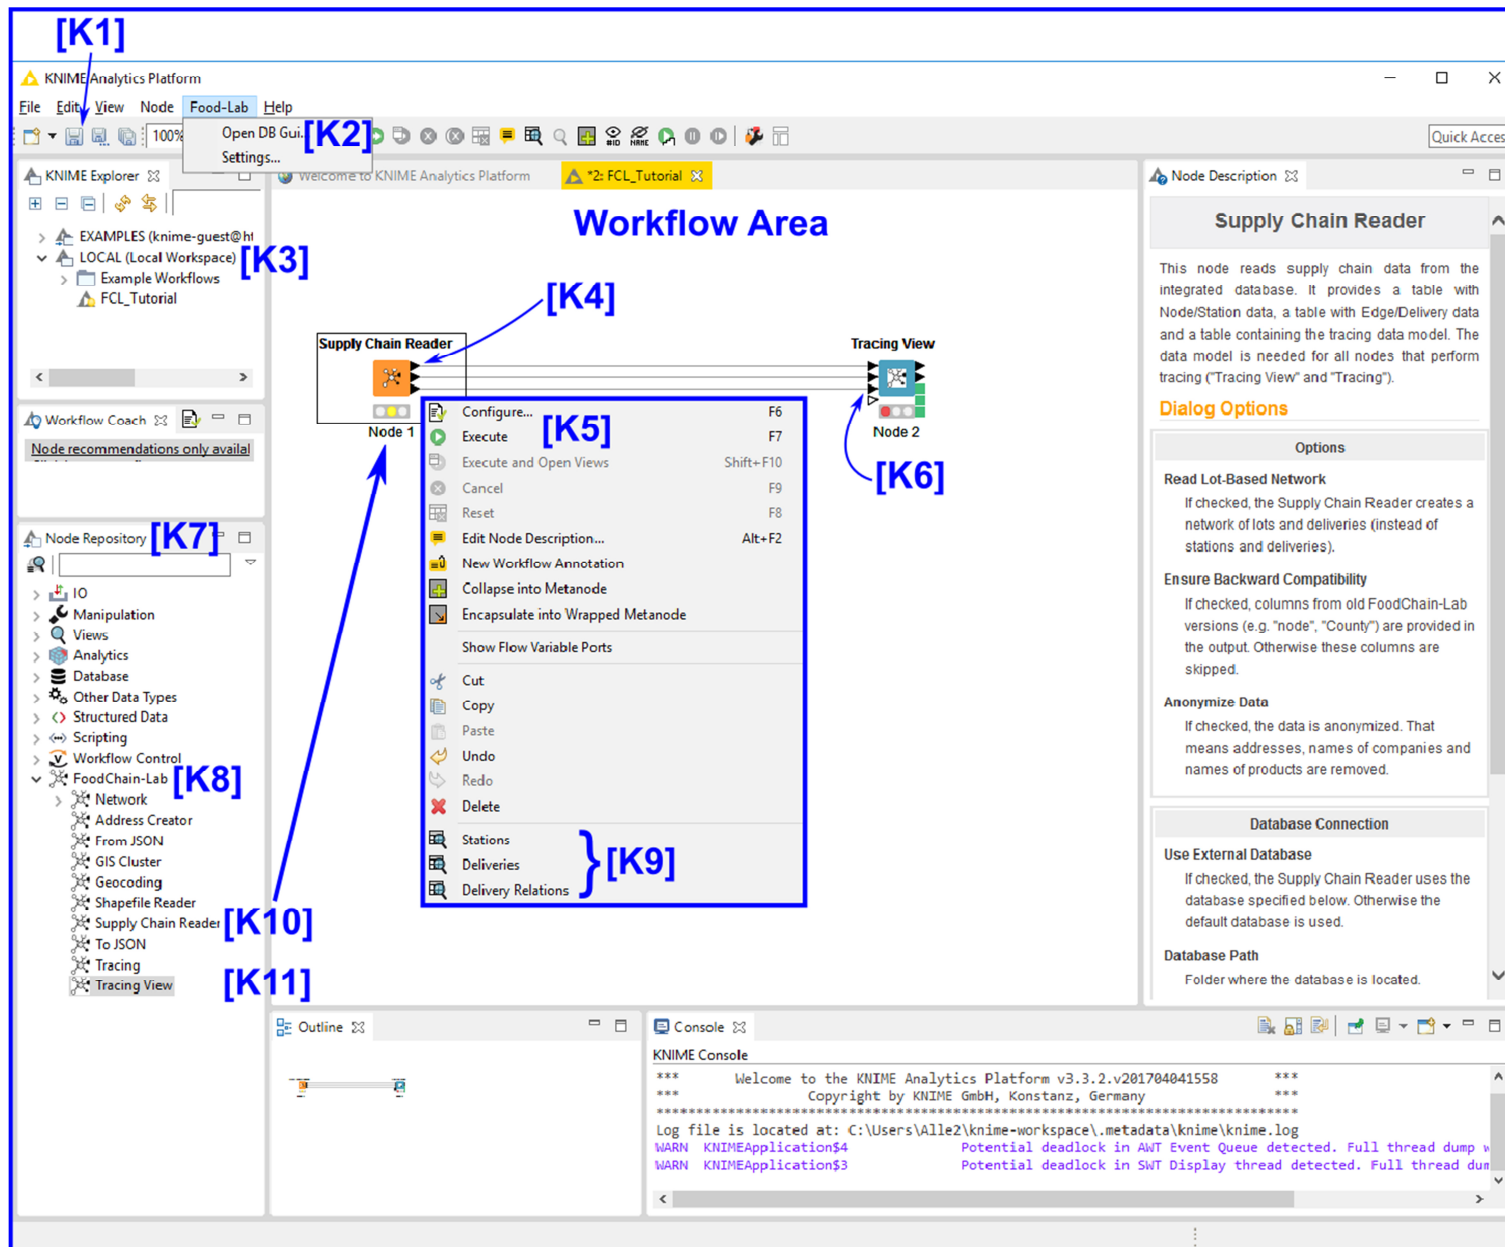 [K1]
KNIME Analytics Platform
File Edit View Node Food-Lab Help
Open DB Gui...
[K2]
Settings...
100%
Quick Acces
KNIME Explorer
Welcome to KNIME Analytics Platform
*2: FCL_Tutorial
Node Description
EXAMPLES (knime-guest@ht
LOCAL (Local Workspace)
[K3]
Example Workflows
FCL_Tutorial
Workflow Area
[K4]
Supply Chain Reader
Node 1
Tracing View
Node 2
[K6]
Workflow Coach
Node recommendations only availal
Configure... F6
[K5]
Execute F7
Execute and Open Views Shift+F10
Cancel F9
Reset F8
Edit Node Description... Alt+F2
New Workflow Annotation
Collapse into Metanode
Encapsulate into Wrapped Metanode
Show Flow Variable Ports
Cut
Copy
Paste
Undo
Redo
Delete
Stations
Deliveries
Delivery Relations
[K9]
Node Repository
[K7]
IO
Manipulation
Views
Analytics
Database
Other Data Types
Structured Data
Scripting
Workflow Control
FoodChain-Lab
[K8]
Network
Address Creator
From JSON
GIS Cluster
Geocoding
Shapefile Reader
Supply Chain Reader
[K10]
To JSON
Tracing
Tracing View
[K11]
Supply Chain Reader
This node reads supply chain data from the
integrated database. It provides a table with
Node/Station data, a table with Edge/Delivery data
and a table containing the tracing data model. The
data model is needed for all nodes that perform
tracing ("Tracing View" and "Tracing").
Dialog Options
Options
Read Lot-Based Network
If checked, the Supply Chain Reader creates a
network of lots and deliveries (instead of
stations and deliveries).
Ensure Backward Compatibility
If checked, columns from old FoodChain-Lab
versions (e.g. "node", "County") are provided in
the output. Otherwise these columns are
skipped.
Anonymize Data
If checked, the data is anonymized. That
means addresses, names of companies and
names of products are removed.
Database Connection
Use External Database
If checked, the Supply Chain Reader uses the
database specified below. Otherwise the
default database is used.
Database Path
Folder where the database is located.
Outline
Console
KNIME Console
*** Welcome to the KNIME Analytics Platform v3.3.2.v201704041558 ***
*** Copyright by KNIME GmbH, Konstanz, Germany ***
**********************************************************************************
Log file is located at: C:\Users\Alle2\knime-workspace\.metadata\knime\knime.log
WARN KNIMEApplication$4 Potential deadlock in AWT Event Queue detected. Full thread dump w
WARN KNIMEApplication$3 Potential deadlock in SWT Display thread detected. Full thread dum